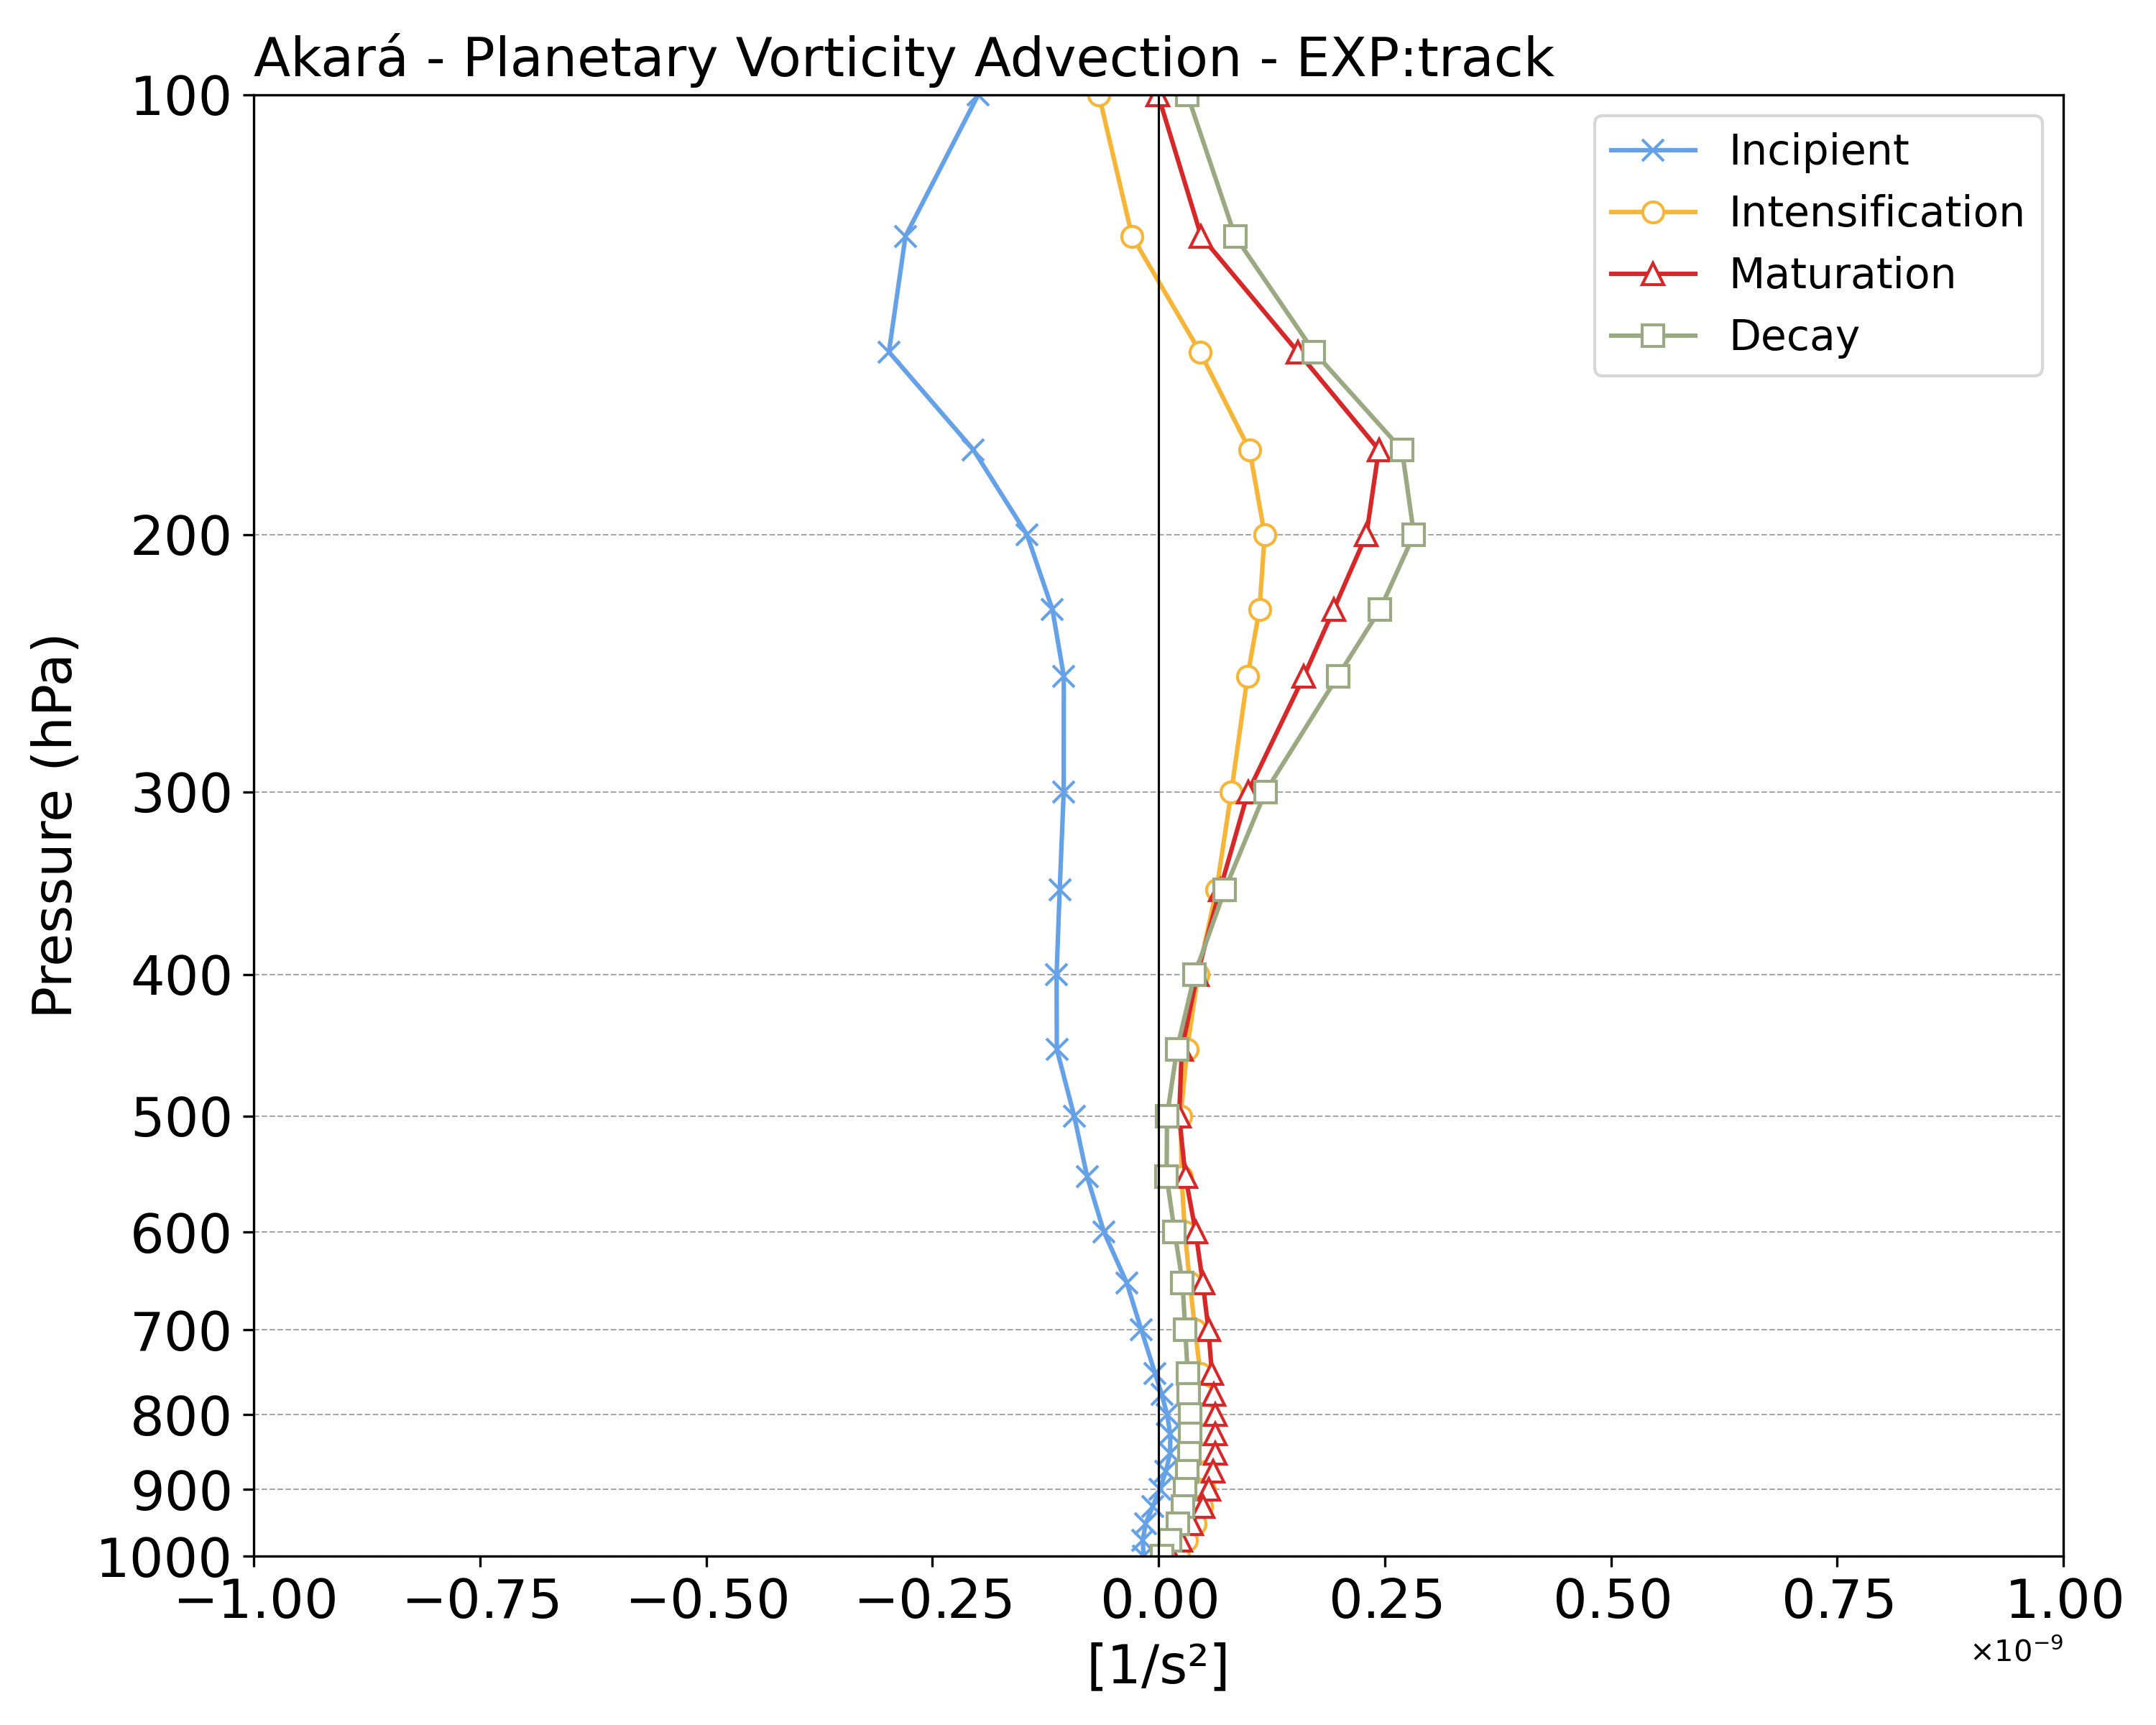 Akará - Planetary Vorticity Advection - EXP:track
Incipient
Intensification
Maturation
Decay
Pressure (hPa)
100
200
300
400
500
600
700
800
900
1000
−1.00 −0.75 −0.50 −0.25 0.00 0.25 0.50 0.75 1.00
×10⁻⁹
[1/s²]